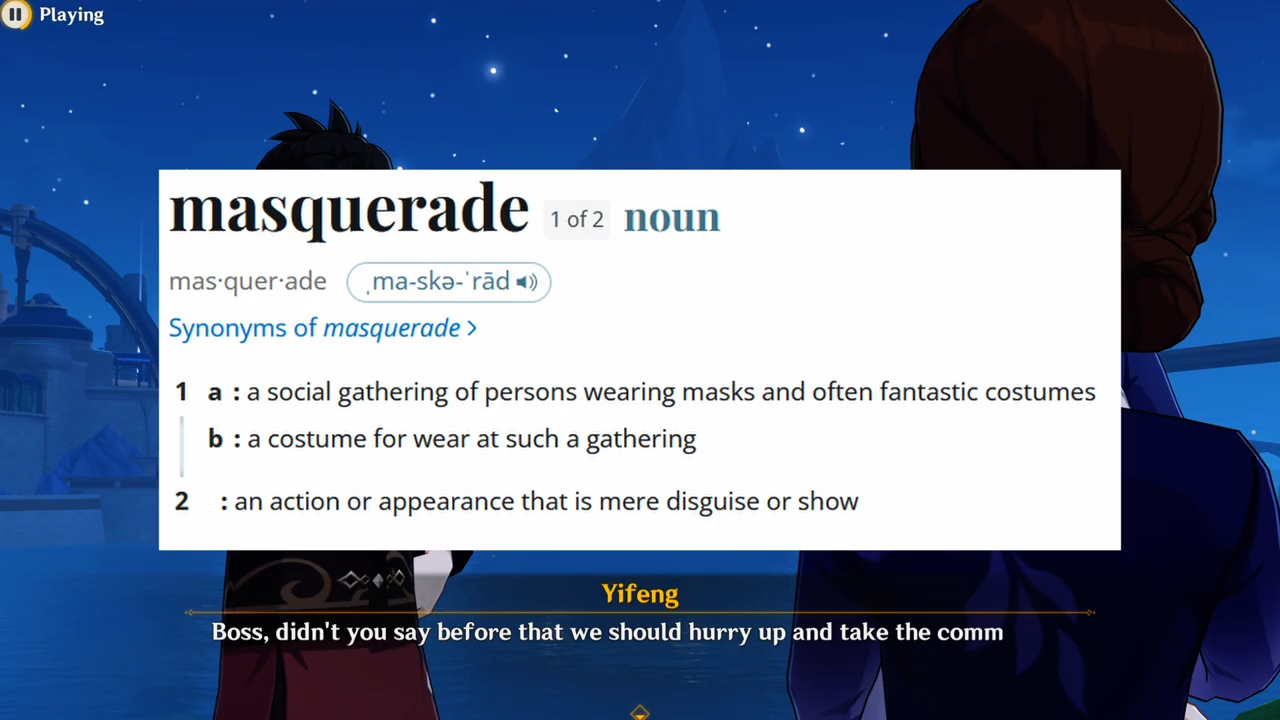 Playing
masquerade 1 of 2 noun
mas·quer·ade ˌma-skə-ˈrād
Synonyms of masquerade >
1 a : a social gathering of persons wearing masks and often fantastic costumes
b : a costume for wear at such a gathering
2 : an action or appearance that is mere disguise or show
Yifeng
Boss, didn't you say before that we should hurry up and take the comm